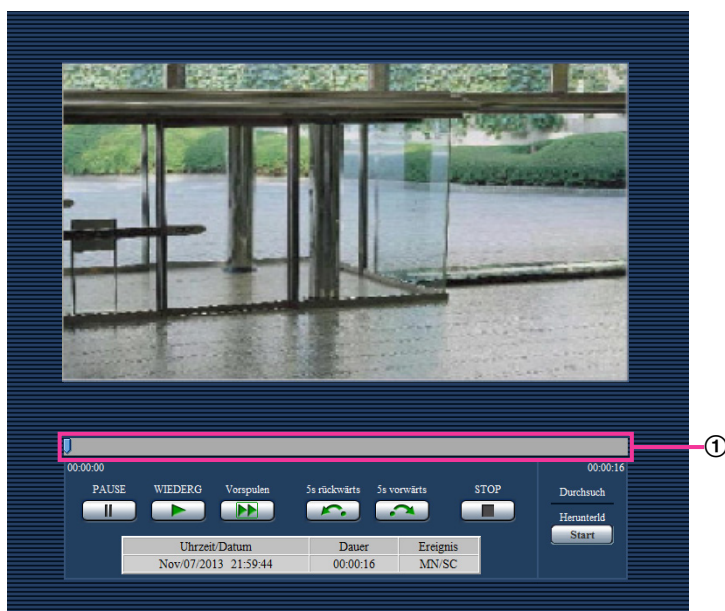 ①
00:00:00 00:00:16
PAUSE WIEDERG Vorspulen 5s rückwärts 5s vorwärts STOP Durchsuch
Herunterld
Start
Uhrzeit/Datum Dauer Ereignis
Nov/07/2013 21:59:44 00:00:16 MN/SC